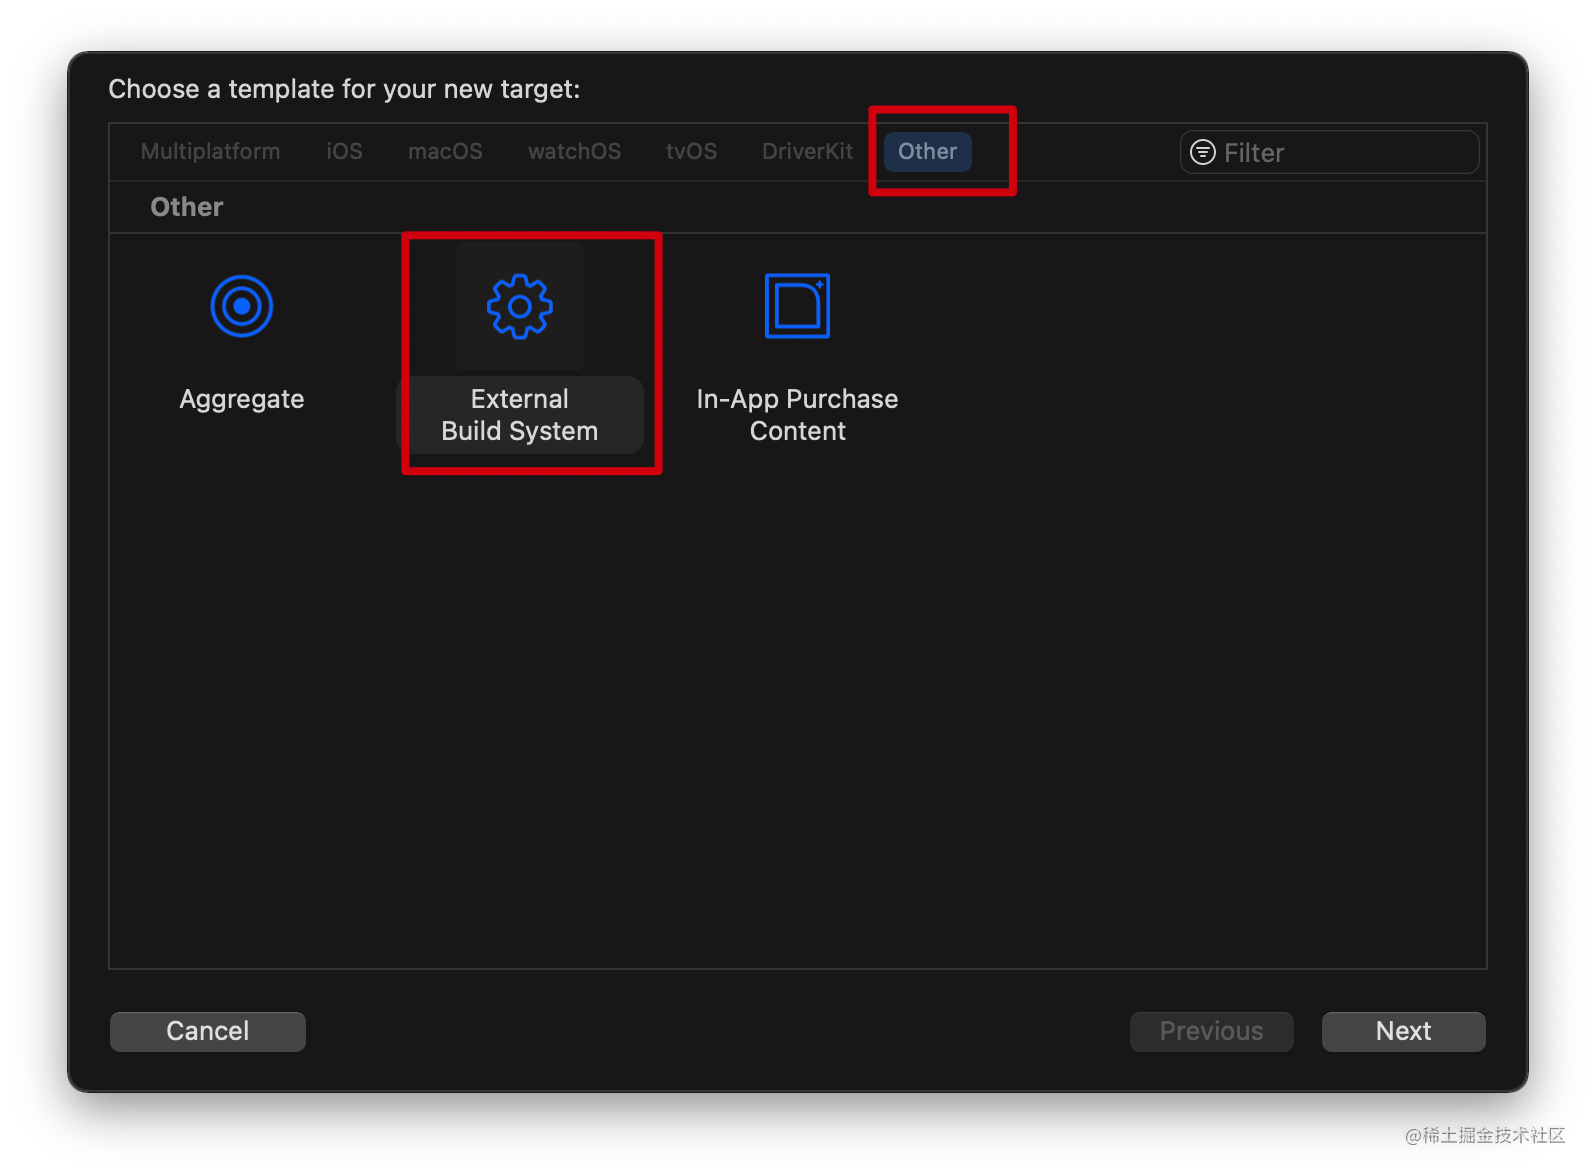 Choose a template for your new target:
Multiplatform iOS macOS watchOS tvOS DriverKit Other Filter
Other
Aggregate
External
Build System
In-App Purchase
Content
Cancel Previous Next
@稀土掘金技术社区